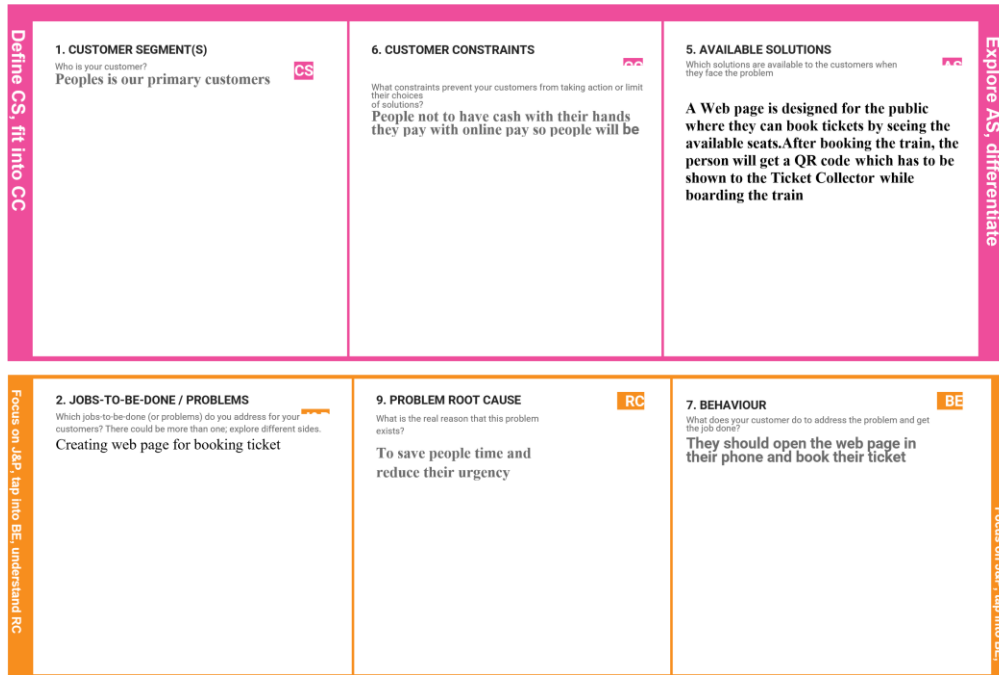 Define CS, fit into CC
1. CUSTOMER SEGMENT(S)
Who is your customer?
CS
Peoples is our primary customers
6. CUSTOMER CONSTRAINTS
What constraints prevent your customers from taking action or limit
their choices
of solutions?
People not to have cash with their hands
they pay with online pay so people will be
5. AVAILABLE SOLUTIONS
AS
Which solutions are available to the customers when
they face the problem
A Web page is designed for the public
where they can book tickets by seeing the
available seats.After booking the train, the
person will get a QR code which has to be
shown to the Ticket Collector while
boarding the train
Explore AS, differentiate
Focus on J&P, tap into BE, understand RC
2. JOBS-TO-BE-DONE / PROBLEMS
Which jobs-to-be-done (or problems) do you address for your
customers? There could be more than one; explore different sides.
Creating web page for booking ticket
9. PROBLEM ROOT CAUSE
RC
What is the real reason that this problem
exists?
To save people time and
reduce their urgency
7. BEHAVIOUR
BE
What does your customer do to address the problem and get
the job done?
They should open the web page in
their phone and book their ticket
Focus on J&P, tap into BE,